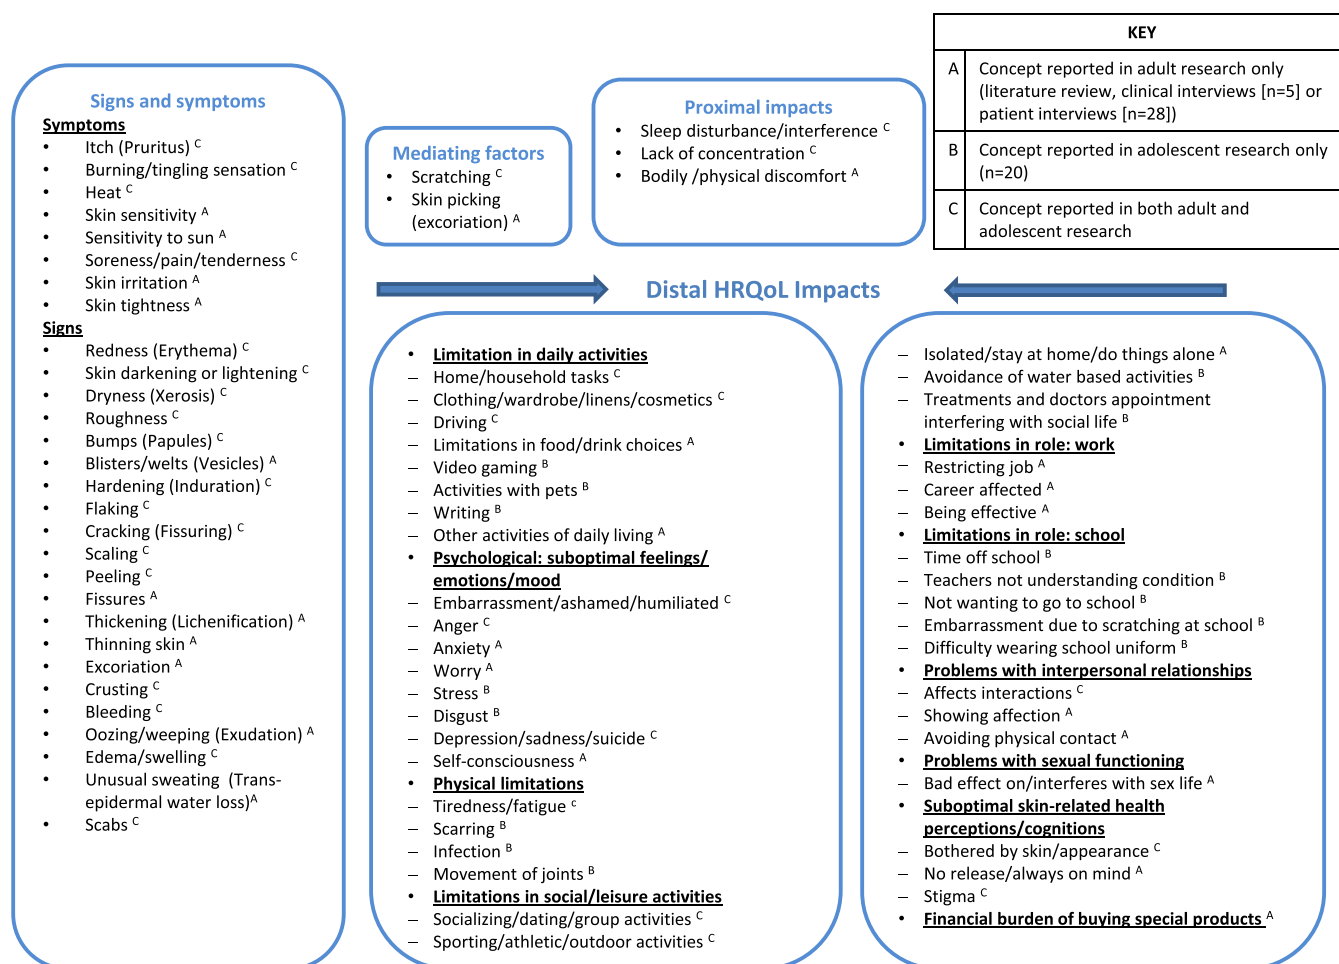 Signs and symptoms
Symptoms
• Itch (Pruritus) C
• Burning/tingling sensation C
• Heat C
• Skin sensitivity A
• Sensitivity to sun A
• Soreness/pain/tenderness C
• Skin irritation A
• Skin tightness A
Signs
• Redness (Erythema) C
• Skin darkening or lightening C
• Dryness (Xerosis) C
• Roughness C
• Bumps (Papules) C
• Blisters/welts (Vesicles) A
• Hardening (Induration) C
• Flaking C
• Cracking (Fissuring) C
• Scaling C
• Peeling C
• Fissures A
• Thickening (Lichenification) A
• Thinning skin A
• Excoriation A
• Crusting C
• Bleeding C
• Oozing/weeping (Exudation) A
• Edema/swelling C
• Unusual sweating (Trans-
epidermal water loss)A
• Scabs C
Mediating factors
• Scratching C
• Skin picking
(excoriation) A
Proximal impacts
• Sleep disturbance/interference C
• Lack of concentration C
• Bodily /physical discomfort A
KEY
A Concept reported in adult research only
(literature review, clinical interviews [n=5] or
patient interviews [n=28])
B Concept reported in adolescent research only
(n=20)
C Concept reported in both adult and
adolescent research
Distal HRQoL Impacts
• Limitation in daily activities
– Home/household tasks C
– Clothing/wardrobe/linens/cosmetics C
– Driving C
– Limitations in food/drink choices A
– Video gaming B
– Activities with pets B
– Writing B
– Other activities of daily living A
• Psychological: suboptimal feelings/
emotions/mood
– Embarrassment/ashamed/humiliated C
– Anger C
– Anxiety A
– Worry A
– Stress B
– Disgust B
– Depression/sadness/suicide C
– Self-consciousness A
• Physical limitations
– Tiredness/fatigue c
– Scarring B
– Infection B
– Movement of joints B
• Limitations in social/leisure activities
– Socializing/dating/group activities C
– Sporting/athletic/outdoor activities C
– Isolated/stay at home/do things alone A
– Avoidance of water based activities B
– Treatments and doctors appointment
interfering with social life B
• Limitations in role: work
– Restricting job A
– Career affected A
– Being effective A
• Limitations in role: school
– Time off school B
– Teachers not understanding condition B
– Not wanting to go to school B
– Embarrassment due to scratching at school B
– Difficulty wearing school uniform B
• Problems with interpersonal relationships
– Affects interactions C
– Showing affection A
– Avoiding physical contact A
• Problems with sexual functioning
– Bad effect on/interferes with sex life A
• Suboptimal skin-related health
perceptions/cognitions
– Bothered by skin/appearance C
– No release/always on mind A
– Stigma C
• Financial burden of buying special products A